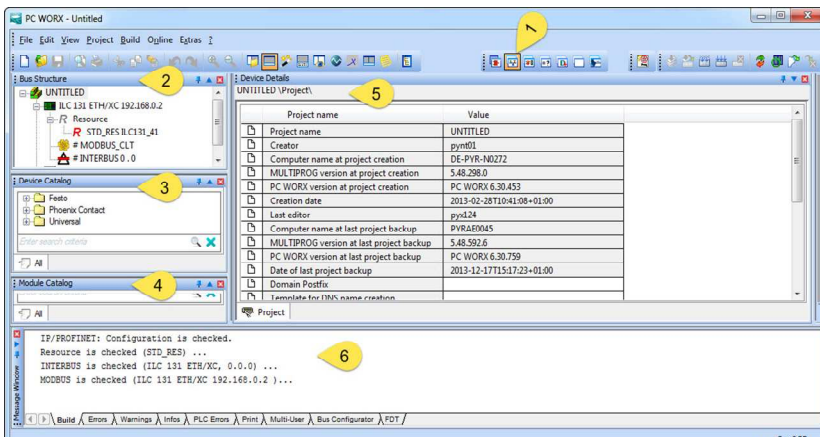 PC WORX - Untitled
File Edit View Project Build Online Extras ?
1
Bus Structure
2
UNTITLED
ILC 131 ETH/XC 192.168.0.2
Resource
STD_RES ILC131_41
# MODBUS_CLT
# INTERBUS 0 . 0
Device Catalog
3
Festo
Phoenix Contact
Universal
Enter search criteria
All
Module Catalog
4
All
Device Details
UNTITLED \Project\
5
Project name Value
Project name UNTITLED
Creator pynt01
Computer name at project creation DE-PYR-N0272
MULTIPROG version at project creation 5.48.298.0
PC WORX version at project creation PC WORX 6.30.453
Creation date 2013-02-28T10:41:08+01:00
Last editor pyx124
Computer name at last project backup PYRAE0045
MULTIPROG version at last project backup 5.48.592.6
PC WORX version at last project backup PC WORX 6.30.759
Date of last project backup 2013-12-17T15:17:23+01:00
Domain Postfix
Template for DNS name creation
Project
Message Window
IP/PROFINET: Configuration is checked.
Resource is checked (STD_RES) ...
INTERBUS is checked (ILC 131 ETH/XC, 0.0.0) ...
MODBUS is checked (ILC 131 ETH/XC 192.168.0.2 )...
6
Build Errors Warnings Infos PLC Errors Print Multi-User Bus Configurator FDT